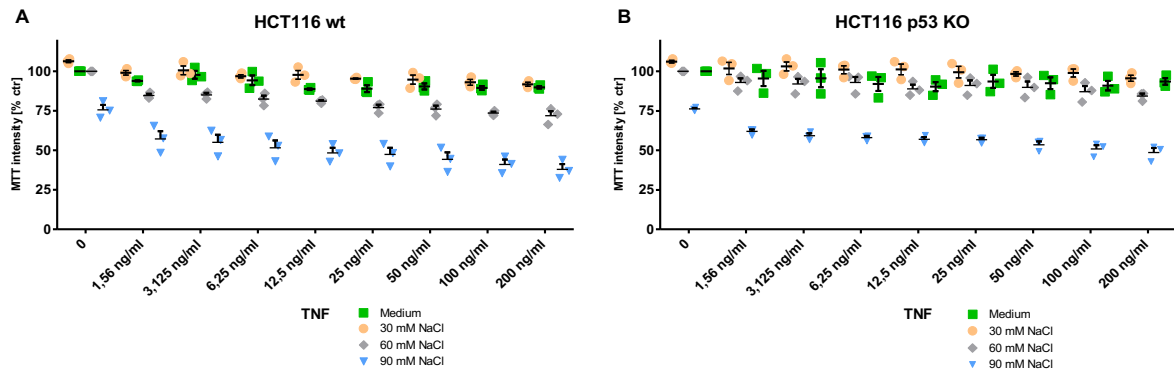 A
HCT116 wt
MTT intensity [% ctr]
100
75
50
25
0
0
1,56 ng/ml
3,125 ng/ml
6,25 ng/ml
12,5 ng/ml
25 ng/ml
50 ng/ml
100 ng/ml
200 ng/ml
TNF
Medium
30 mM NaCl
60 mM NaCl
90 mM NaCl
B
HCT116 p53 KO
MTT intensity [% ctr]
100
75
50
25
0
0
1,56 ng/ml
3,125 ng/ml
6,25 ng/ml
12,5 ng/ml
25 ng/ml
50 ng/ml
100 ng/ml
200 ng/ml
TNF
Medium
30 mM NaCl
60 mM NaCl
90 mM NaCl